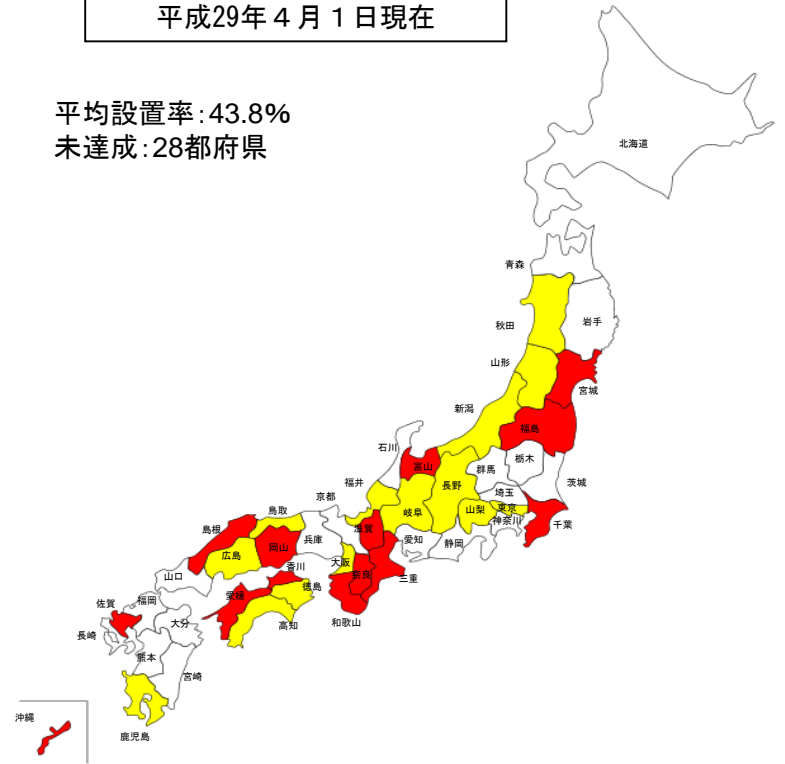 平成29年４月１日現在
平均設置率：43.8%
未達成：28都府県
北海道
青森
秋田
岩手
山形
宮城
新潟
福島
石川
富山
群馬
栃木
茨城
福井
長野
埼玉
京都
岐阜
山梨
東京
鳥取
神奈川
千葉
島根
滋賀
兵庫
愛知
静岡
岡山
広島
大阪
香川
奈良
三重
山口
徳島
愛媛
福岡
佐賀
和歌山
大分
高知
長崎
熊本
宮崎
沖縄
鹿児島